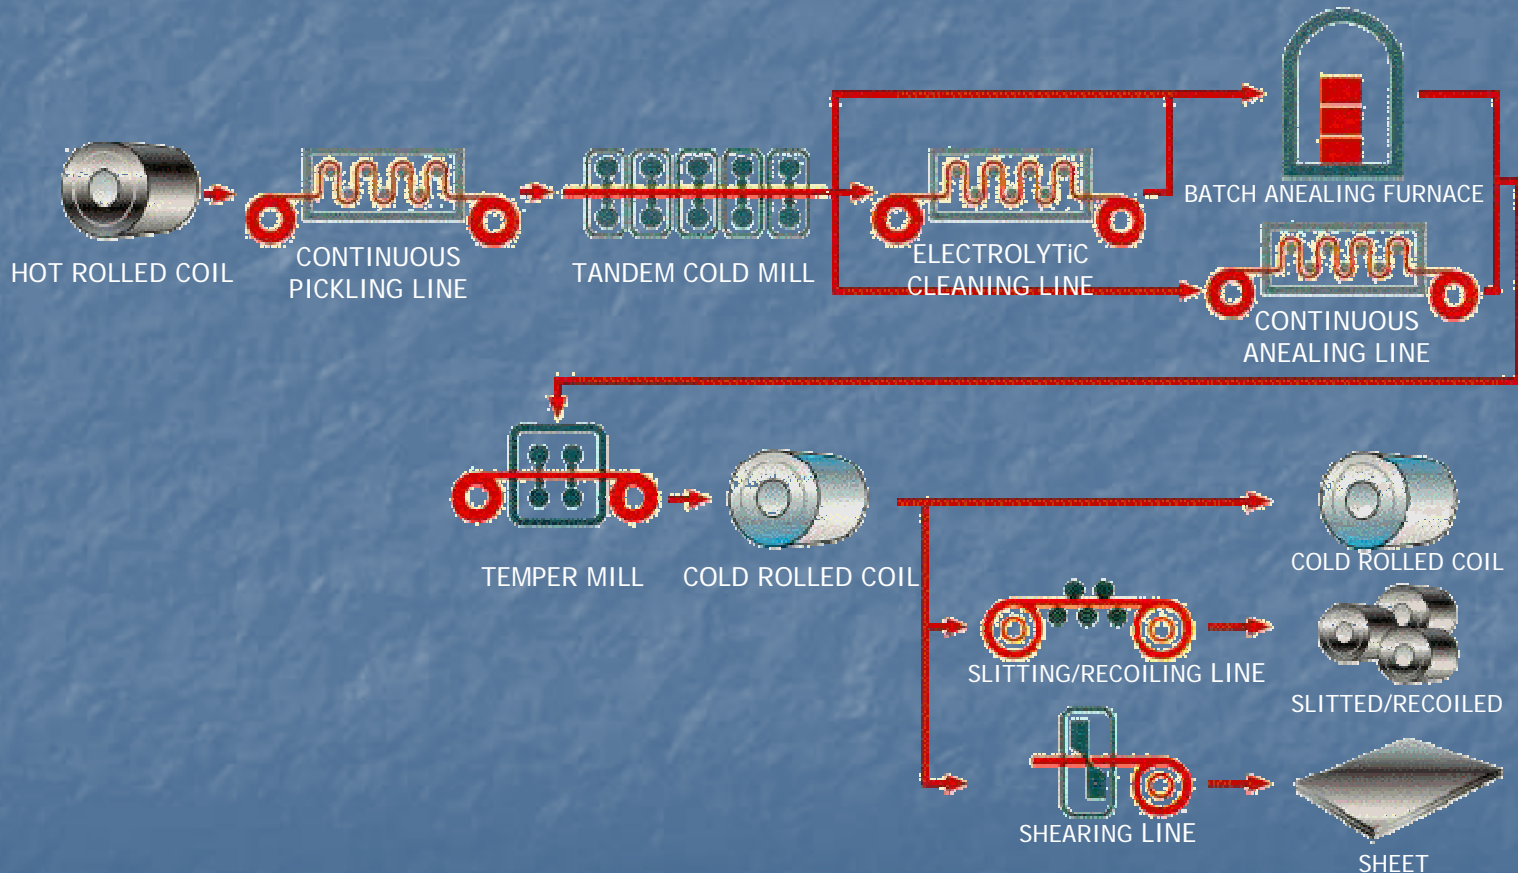 BATCH ANEALING FURNACE
HOT ROLLED COIL
CONTINUOUS
PICKLING LINE
TANDEM COLD MILL
ELECTROLYTiC
CLEANING LINE
CONTINUOUS
ANEALING LINE
TEMPER MILL
COLD ROLLED COIL
COLD ROLLED COIL
SLITTING/RECOILING LINE
SLITTED/RECOILED
SHEARING LINE
SHEET